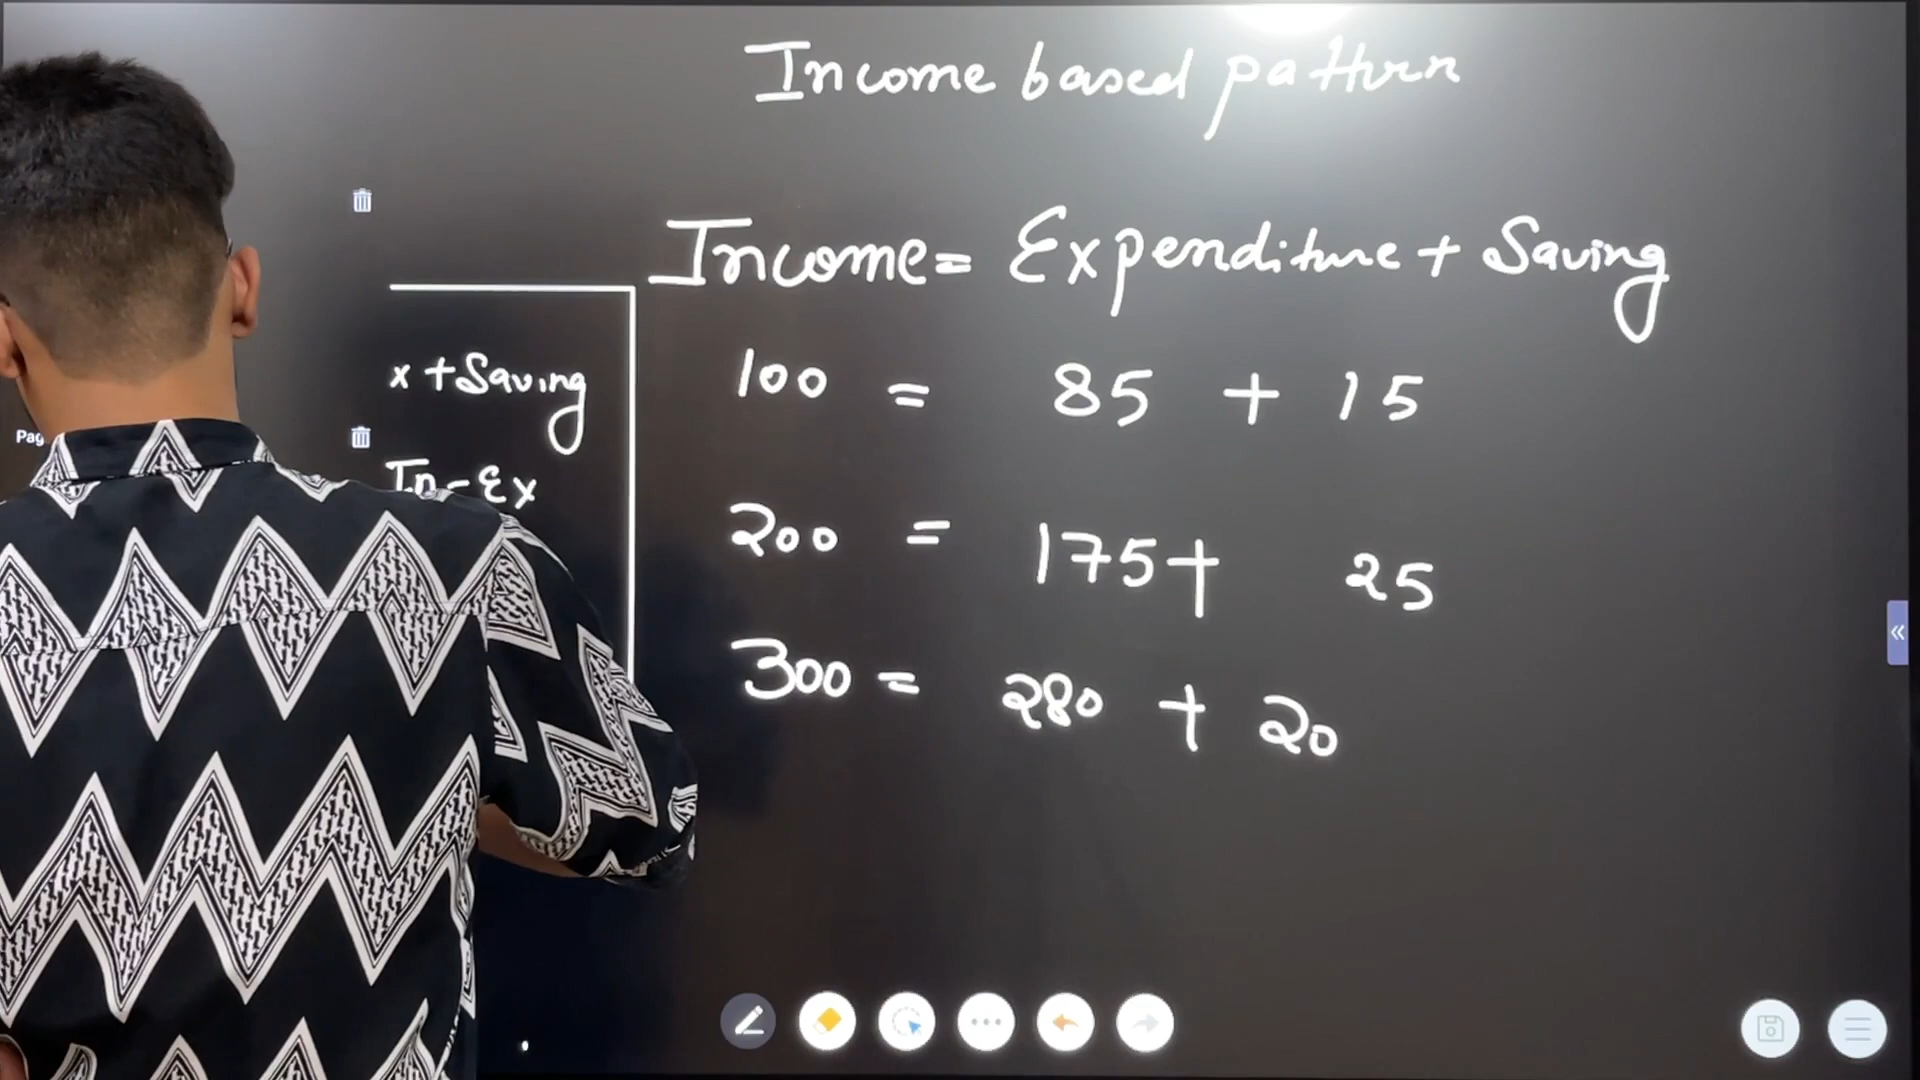 Income based pattern
Income = Expenditure + Saving
x + Saving
100 = 85 + 15
In - Ex
200 = 175 + 25
300 = 280 + 20